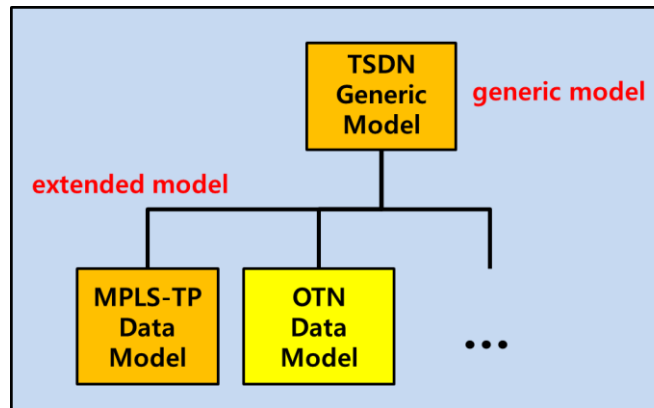 TSDN
Generic
Model
generic model
extended model
MPLS-TP
Data
Model
OTN
Data
Model
...